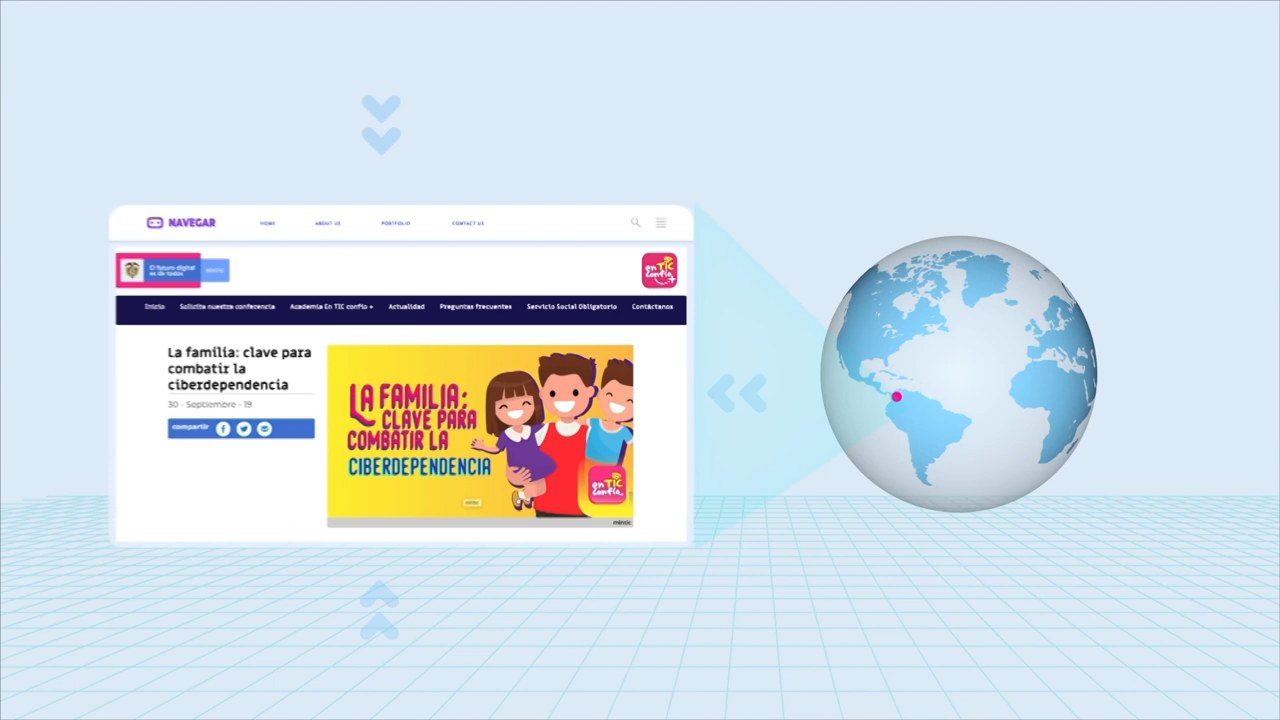 NAVEGAR
HOME
ABOUT US
PORTFOLIO
CONTACT US
El futuro digital
es de todos
MinTIC
en TIC
confío
+
Inicio
Solicita nuestra conferencia
Academia En TIC confío +
Actualidad
Preguntas frecuentes
Servicio Social Obligatorio
Contáctanos
La familia: clave para
combatir la
ciberdependencia
30 - Septiembre - 19
compartir
LA FAMILIA:
CLAVE PARA
COMBATIR LA
CIBERDEPENDENCIA
en TIC
confío
mintic